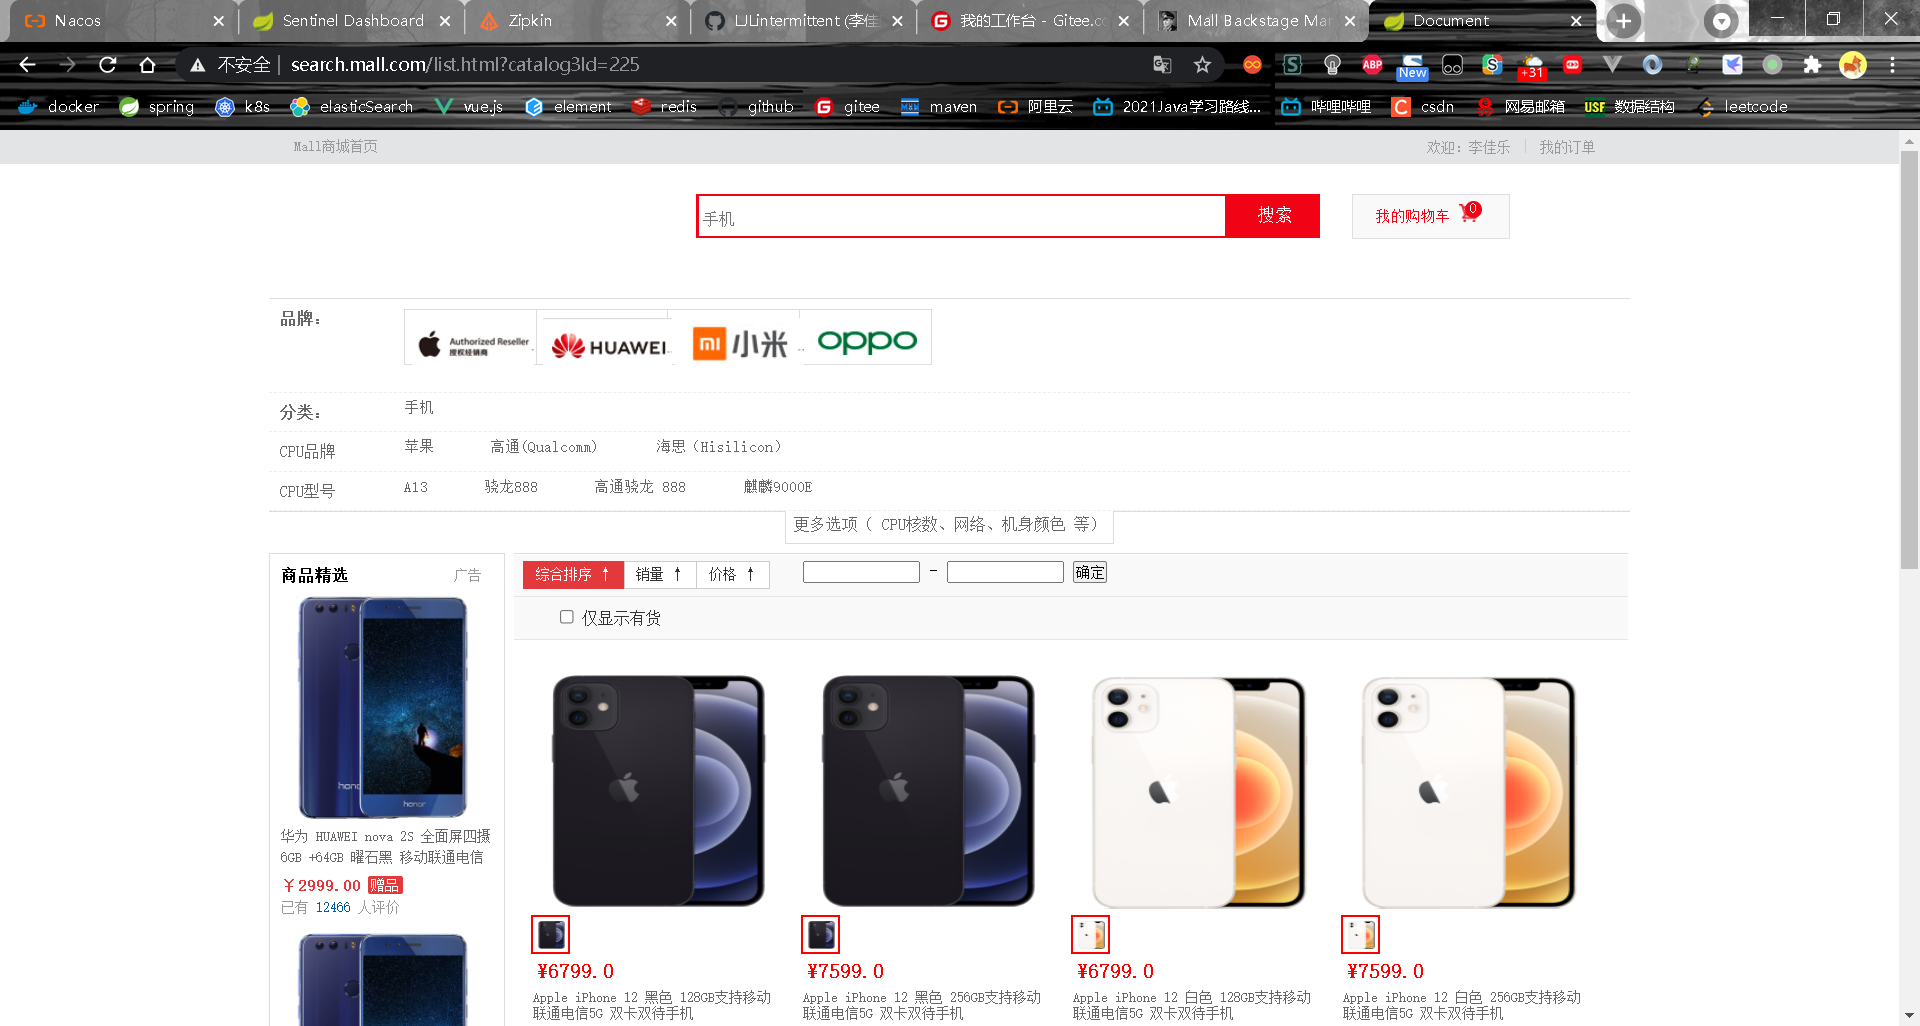 Nacos
Sentinel Dashboard
Zipkin
LJLintermittent (李佳
我的工作台 - Gitee.co
Mall Backstage Mar
Document
不安全 | search.mall.com/list.html?catalog3Id=225
ABP
New
+31
docker
spring
k8s
elasticSearch
vue.js
element
redis
github
gitee
maven
阿里云
2021Java学习路线...
哔哩哔哩
csdn
网易邮箱
USF 数据结构
leetcode
Mall商城首页
欢迎: 李佳乐
我的订单
手机
搜索
我的购物车 0
品牌:
Authorized Reseller
授权经销商
HUAWEI
mi 小米
oppo
分类:
手机
CPU品牌
苹果
高通(Qualcomm)
海思（Hisilicon）
CPU型号
A13
骁龙888
高通骁龙 888
麒麟9000E
更多选项（ CPU核数、网络、机身颜色 等）
商品精选
广告
honor
honor
华为 HUAWEI nova 2S 全面屏四摄
6GB +64GB 曜石黑 移动联通电信
￥2999.00 赠品
已有 12466 人评价
综合排序 ↑
销量 ↑
价格 ↑
-
确定
仅显示有货
¥6799.0
Apple iPhone 12 黑色 128GB支持移动
联通电信5G 双卡双待手机
¥7599.0
Apple iPhone 12 黑色 256GB支持移动
联通电信5G 双卡双待手机
¥6799.0
Apple iPhone 12 白色 128GB支持移动
联通电信5G 双卡双待手机
¥7599.0
Apple iPhone 12 白色 256GB支持移动
联通电信5G 双卡双待手机